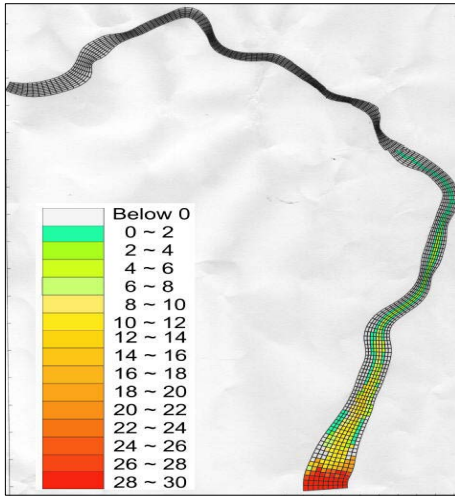 Below 0
0 ~ 2
2 ~ 4
4 ~ 6
6 ~ 8
8 ~ 10
10 ~ 12
12 ~ 14
14 ~ 16
16 ~ 18
18 ~ 20
20 ~ 22
22 ~ 24
24 ~ 26
26 ~ 28
28 ~ 30